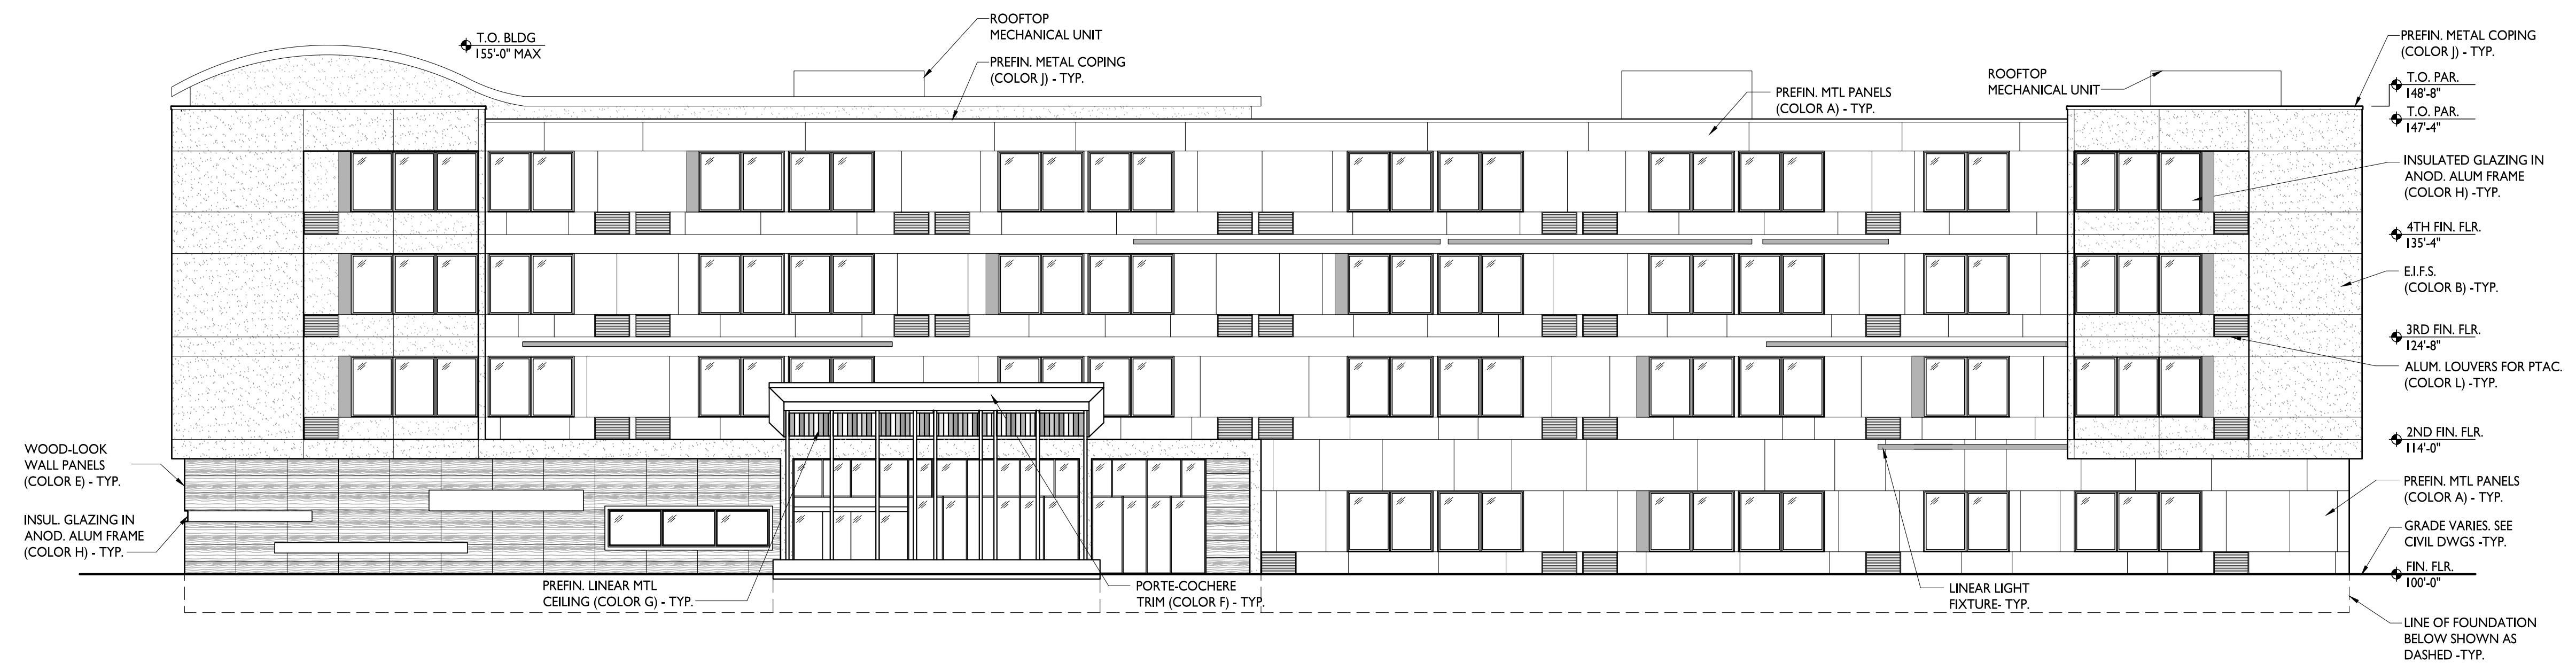 T.O. BLDG
155'-0" MAX
ROOFTOP
MECHANICAL UNIT
PREFIN. METAL COPING
(COLOR J) - TYP.
PREFIN. MTL PANELS
(COLOR A) - TYP.
ROOFTOP
MECHANICAL UNIT
PREFIN. METAL COPING
(COLOR J) - TYP.
T.O. PAR.
148'-8"
T.O. PAR.
147'-4"
INSULATED GLAZING IN
ANOD. ALUM FRAME
(COLOR H) -TYP.
4TH FIN. FLR.
135'-4"
E.I.F.S.
(COLOR B) -TYP.
3RD FIN. FLR.
124'-8"
ALUM. LOUVERS FOR PTAC.
(COLOR L) -TYP.
2ND FIN. FLR.
114'-0"
PREFIN. MTL PANELS
(COLOR A) - TYP.
GRADE VARIES. SEE
CIVIL DWGS -TYP.
FIN. FLR.
100'-0"
LINE OF FOUNDATION
BELOW SHOWN AS
DASHED -TYP.
WOOD-LOOK
WALL PANELS
(COLOR E) - TYP.
INSUL. GLAZING IN
ANOD. ALUM FRAME
(COLOR H) - TYP.
PREFIN. LINEAR MTL
CEILING (COLOR G) - TYP.
PORTE-COCHERE
TRIM (COLOR F) - TYP.
LINEAR LIGHT
FIXTURE- TYP.